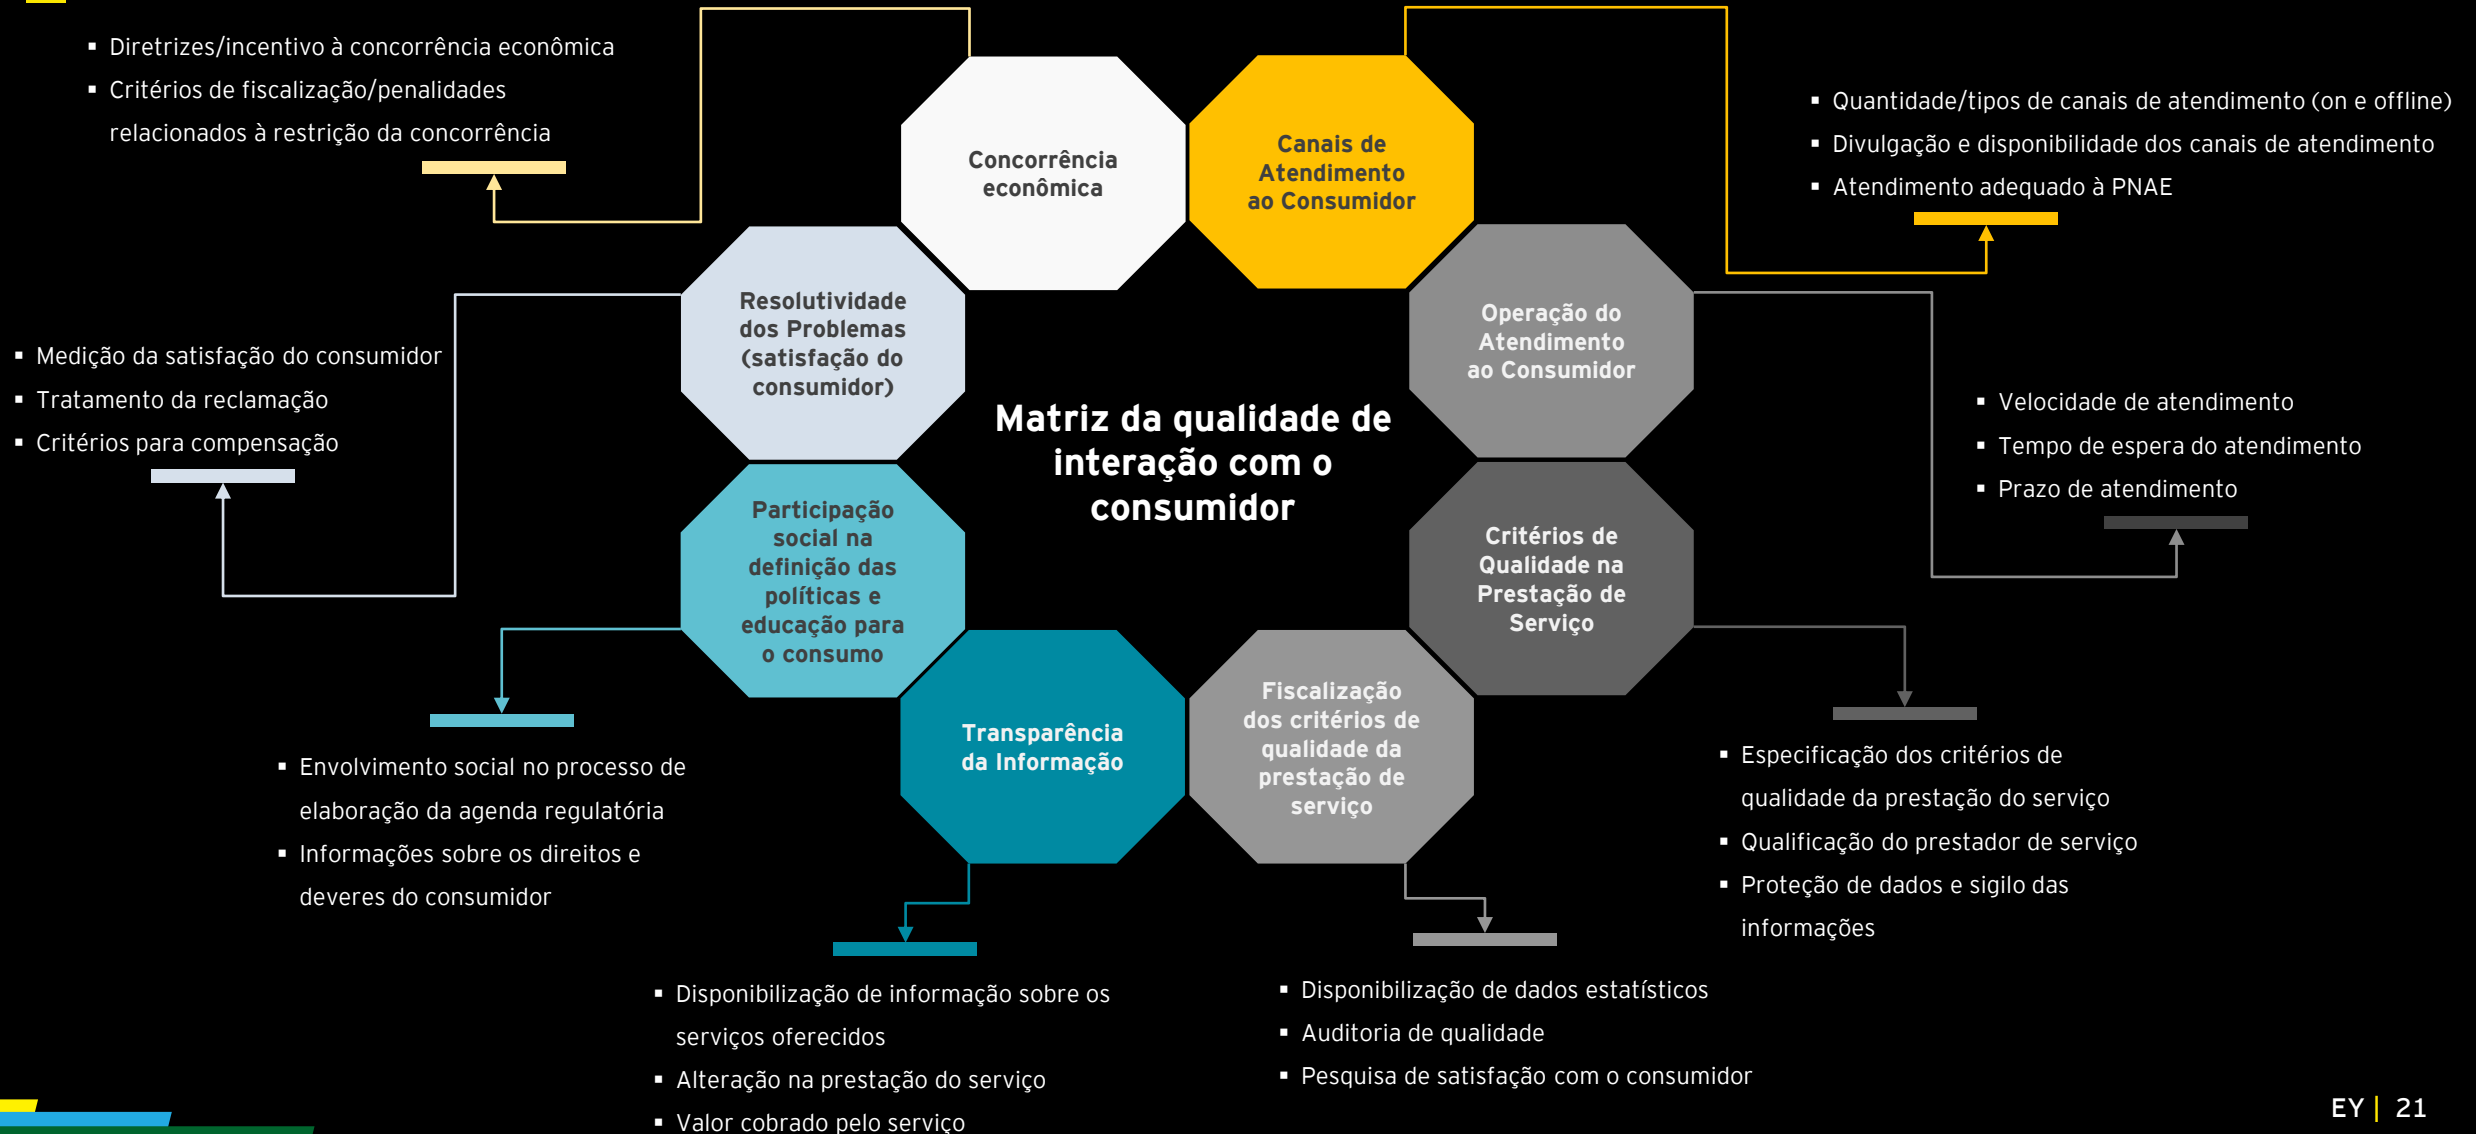 ▪ Diretrizes/incentivo à concorrência econômica
▪ Critérios de fiscalização/penalidades
relacionados à restrição da concorrência
Concorrência
econômica
Canais de
Atendimento
ao Consumidor
▪ Quantidade/tipos de canais de atendimento (on e offline)
▪ Divulgação e disponibilidade dos canais de atendimento
▪ Atendimento adequado à PNAE
Resolutividade
dos Problemas
(satisfação do
consumidor)
Operação do
Atendimento
ao Consumidor
▪ Medição da satisfação do consumidor
▪ Tratamento da reclamação
▪ Critérios para compensação
Matriz da qualidade de
interação com o
consumidor
▪ Velocidade de atendimento
▪ Tempo de espera do atendimento
▪ Prazo de atendimento
Participação
social na
definição das
políticas e
educação para
o consumo
Critérios de
Qualidade na
Prestação de
Serviço
Transparência
da Informação
Fiscalização
dos critérios de
qualidade da
prestação de
serviço
▪ Envolvimento social no processo de
elaboração da agenda regulatória
▪ Informações sobre os direitos e
deveres do consumidor
▪ Especificação dos critérios de
qualidade da prestação do serviço
▪ Qualificação do prestador de serviço
▪ Proteção de dados e sigilo das
informações
▪ Disponibilização de informação sobre os
serviços oferecidos
▪ Alteração na prestação do serviço
▪ Valor cobrado pelo serviço
▪ Disponibilização de dados estatísticos
▪ Auditoria de qualidade
▪ Pesquisa de satisfação com o consumidor
EY | 21